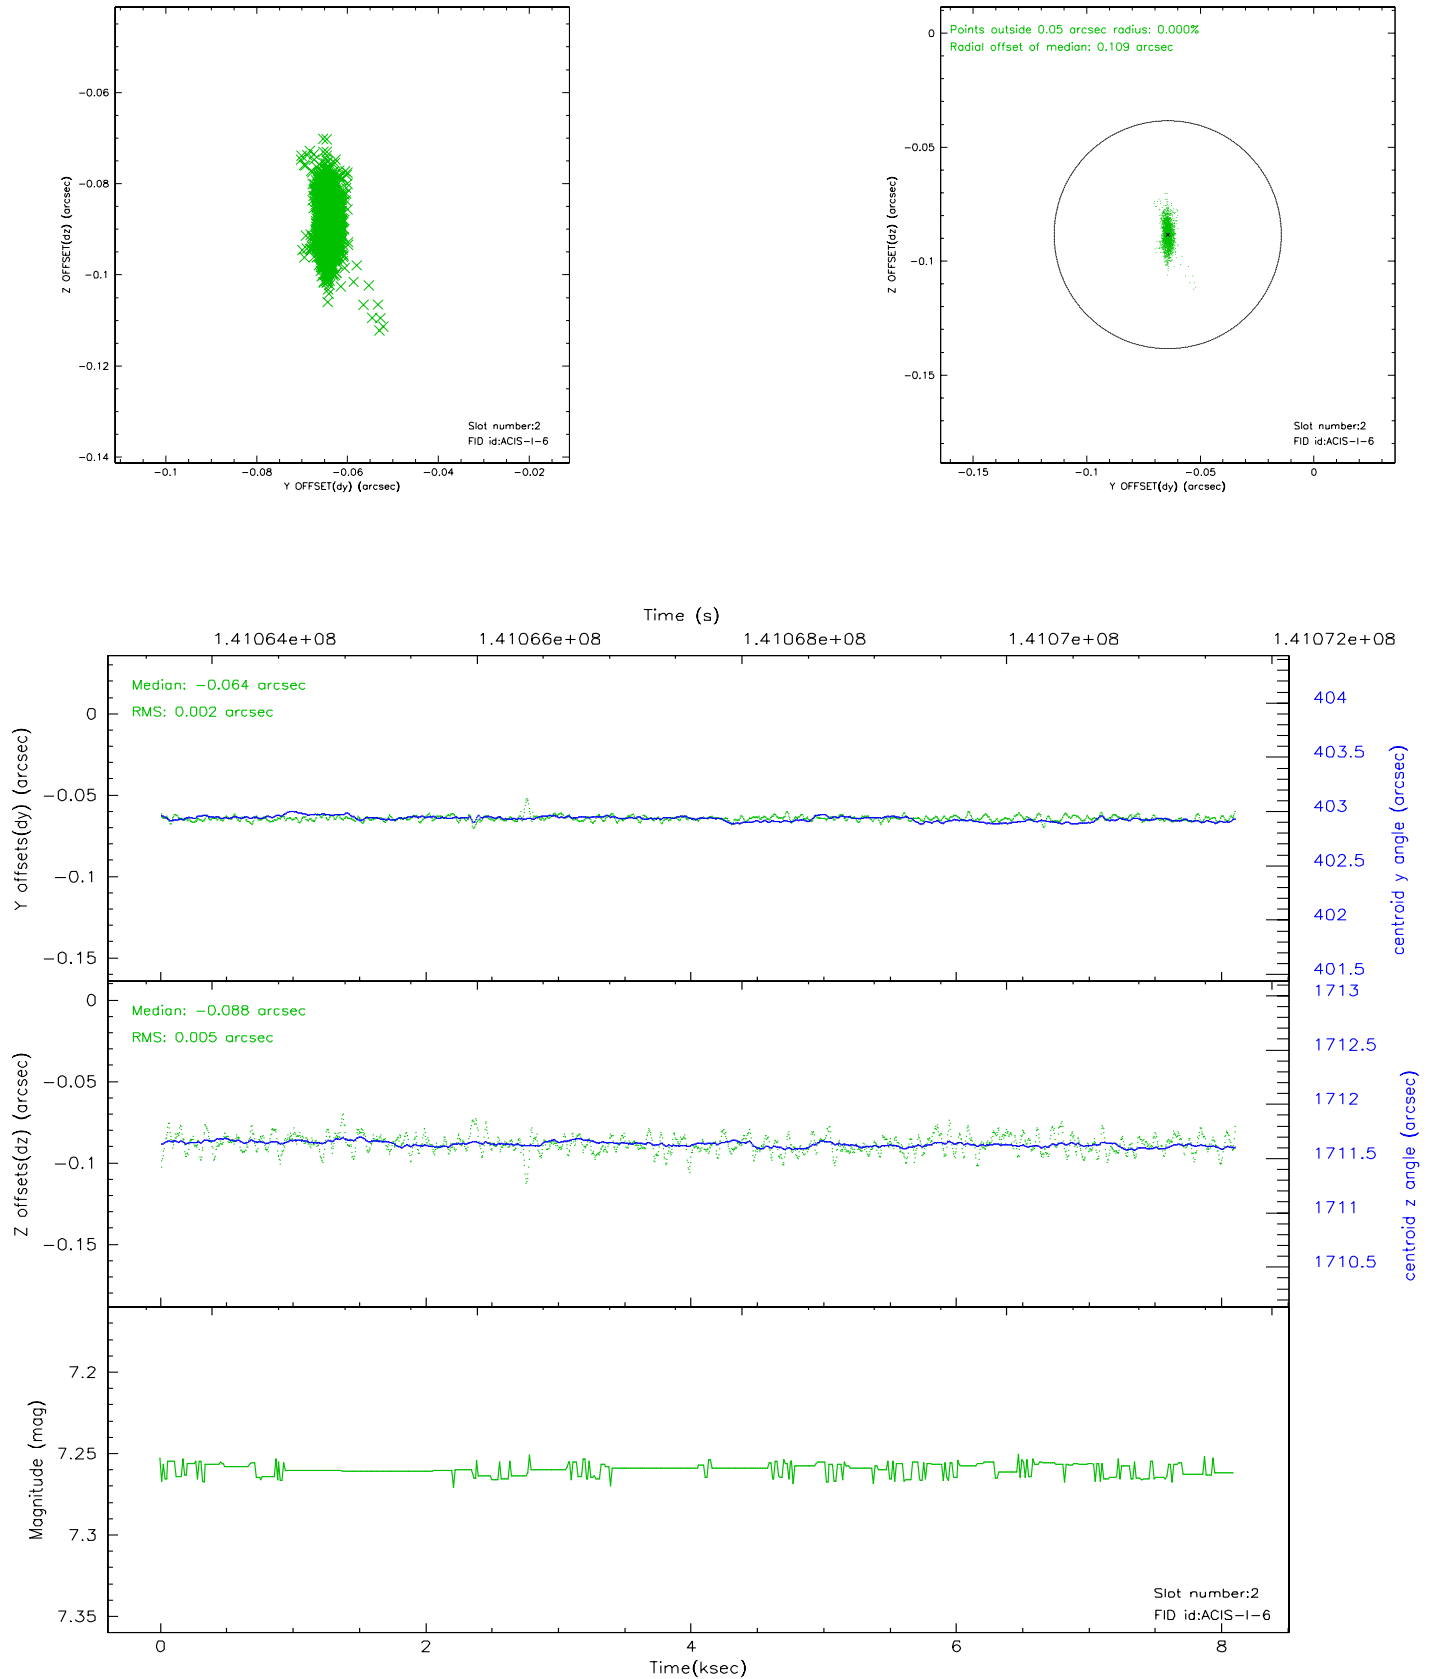 -0.06
-0.08
-0.1
-0.12
-0.14
Z OFFSET(dz) (arcsec)
Slot number:2
FID id:ACIS-I-6
-0.1
-0.08
-0.06
-0.04
-0.02
Y OFFSET(dy) (arcsec)
Points outside 0.05 arcsec radius: 0.000%
Radial offset of median: 0.109 arcsec
0
-0.05
-0.1
-0.15
Z OFFSET(dz) (arcsec)
Slot number:2
FID id:ACIS-I-6
-0.15
-0.1
-0.05
0
Y OFFSET(dy) (arcsec)
Time (s)
1.41064e+08
1.41066e+08
1.41068e+08
1.4107e+08
1.41072e+08
Median: -0.064 arcsec
RMS: 0.002 arcsec
0
-0.05
-0.1
-0.15
Y offsets(dy) (arcsec)
404
403.5
403
402.5
402
401.5
centroid y angle (arcsec)
Median: -0.088 arcsec
RMS: 0.005 arcsec
0
-0.05
-0.1
-0.15
Z offsets(dz) (arcsec)
1713
1712.5
1712
1711.5
1711
1710.5
centroid z angle (arcsec)
7.2
7.25
7.3
7.35
Magnitude (mag)
Slot number:2
FID id:ACIS-I-6
0
2
4
6
8
Time(ksec)